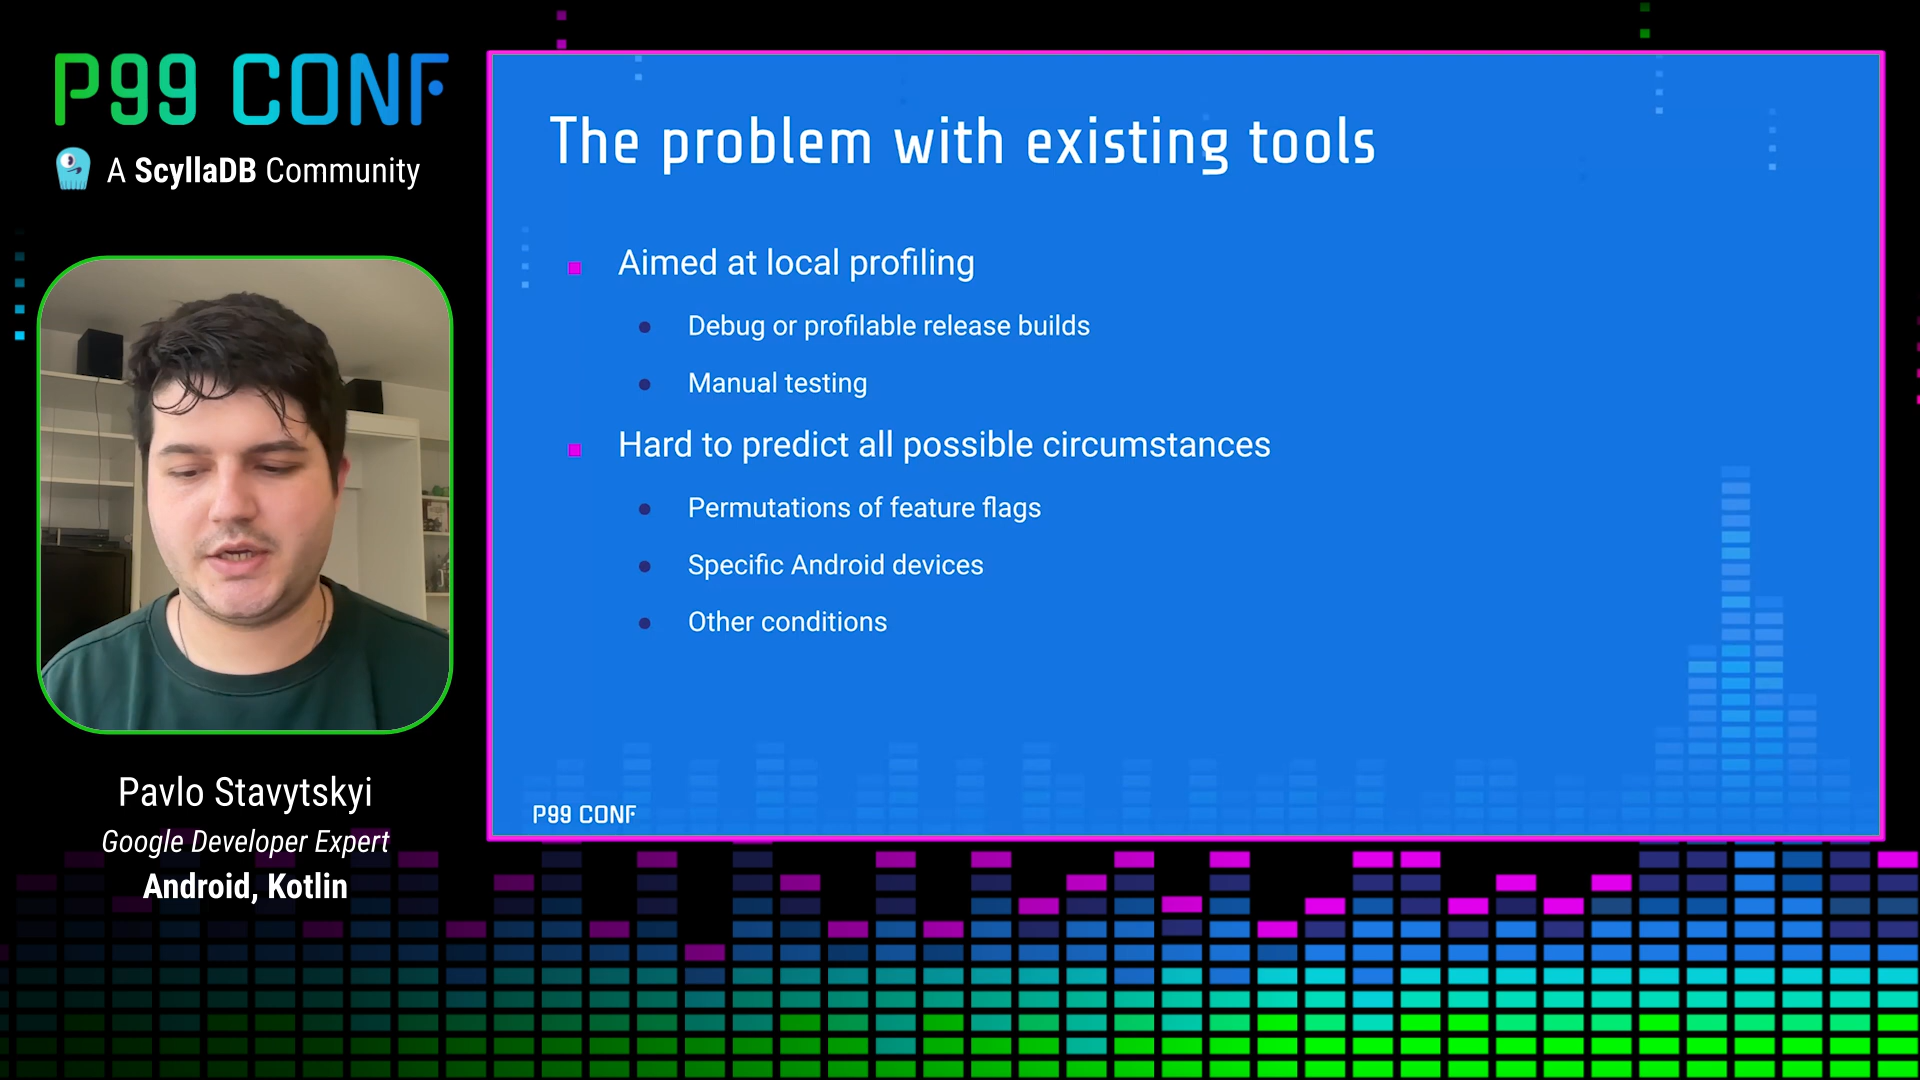 P99 CONF
A ScyllaDB Community
Pavlo Stavytskyi
Google Developer Expert
Android, Kotlin
The problem with existing tools
Aimed at local profiling
Debug or profilable release builds
Manual testing
Hard to predict all possible circumstances
Permutations of feature flags
Specific Android devices
Other conditions
P99 CONF